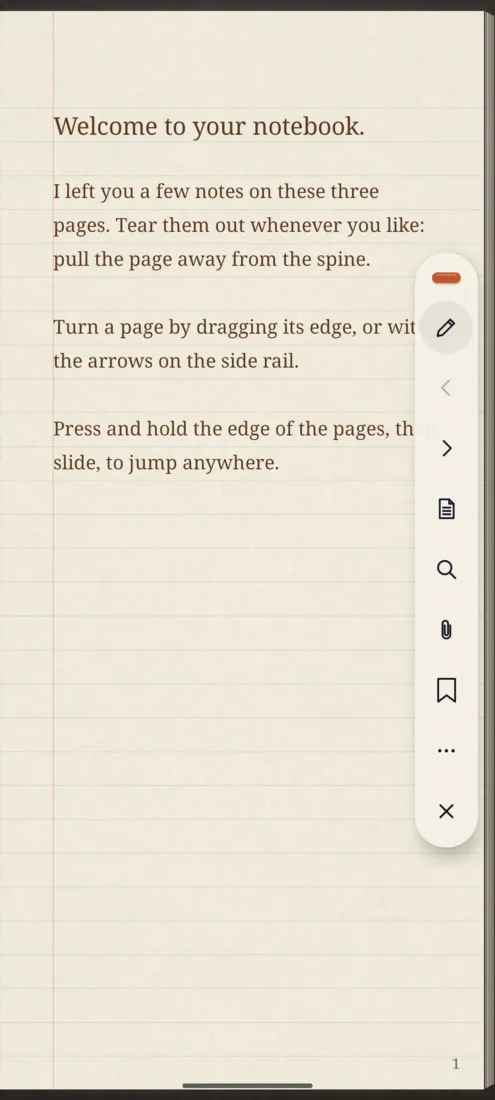 Welcome to your notebook.
I left you a few notes on these three
pages. Tear them out whenever you like:
pull the page away from the spine.
Turn a page by dragging its edge, or
the arrows on the side rail.
Press and hold the edge of the pages,
slide, to jump anywhere.
1